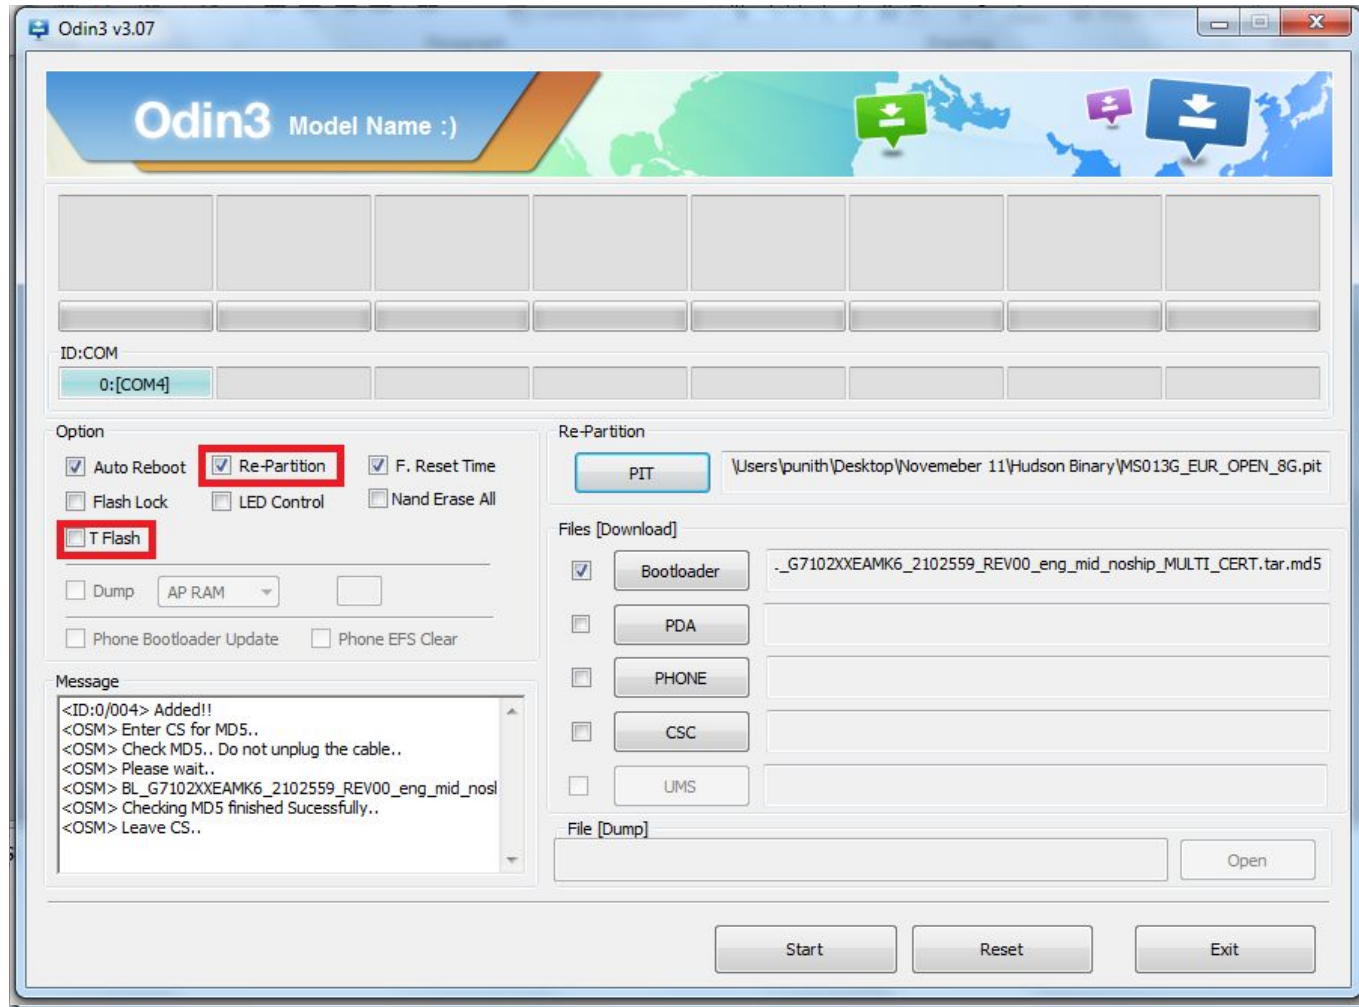 Odin3 v3.07
Odin3 Model Name :)
ID:COM
0:[COM4]
Option
Auto Reboot
Re-Partition
F. Reset Time
Flash Lock
LED Control
Nand Erase All
T Flash
Dump
AP RAM
Phone Bootloader Update
Phone EFS Clear
Message
<ID:0/004> Added!!
<OSM> Enter CS for MD5..
<OSM> Check MD5.. Do not unplug the cable..
<OSM> Please wait..
<OSM> BL_G7102XXEAMK6_2102559_REV00_eng_mid_nosl
<OSM> Checking MD5 finished Sucessfully..
<OSM> Leave CS..
Re-Partition
PIT
\Users\punith\Desktop\Novemeber 11\Hudson Binary\MS013G_EUR_OPEN_8G.pit
Files [Download]
Bootloader
._G7102XXEAMK6_2102559_REV00_eng_mid_noship_MULTI_CERT.tar.md5
PDA
PHONE
CSC
UMS
File [Dump]
Open
Start
Reset
Exit